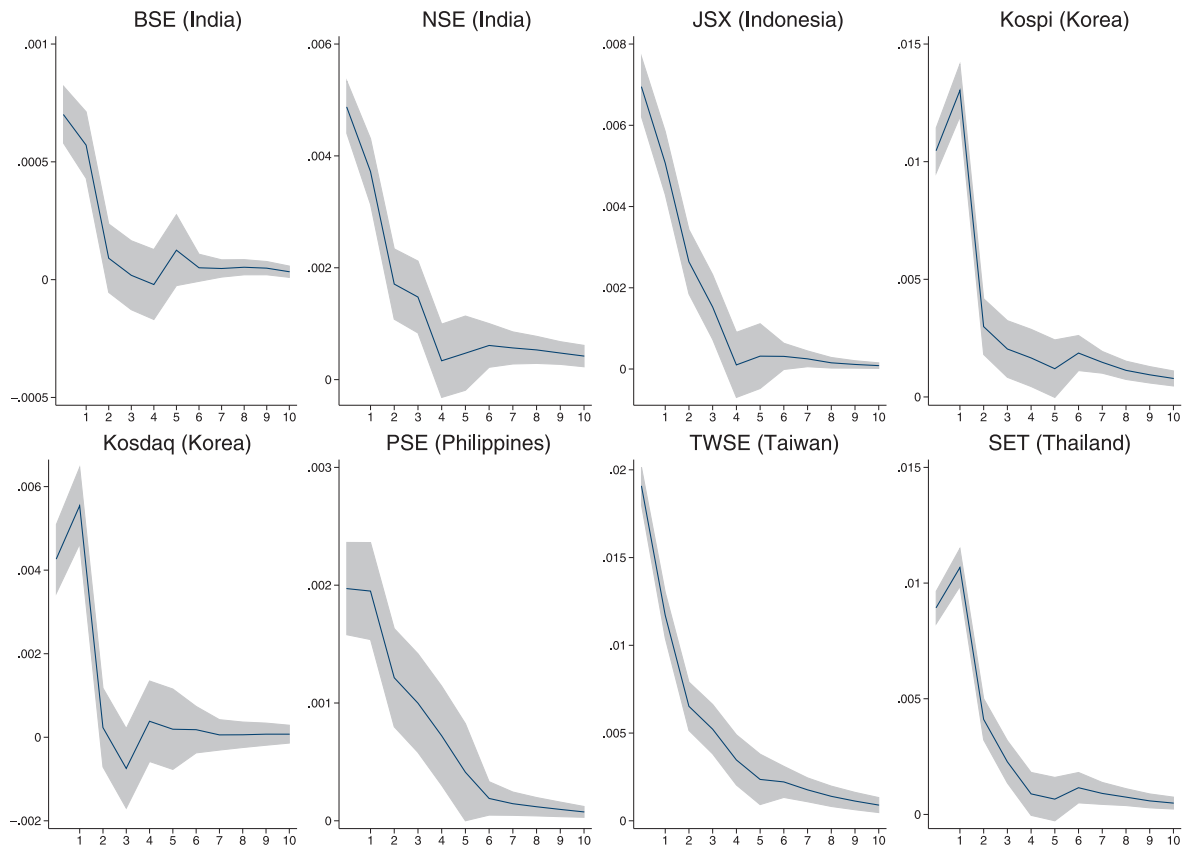 BSE (India) NSE (India) JSX (Indonesia) Kospi (Korea)
.001 .006 .008 .015
.0005 0 −.0005
.004 .002 0
.006 .004 .002 0
.01 .005 0
1 2 3 4 5 6 7 8 9 10 1 2 3 4 5 6 7 8 9 10 1 2 3 4 5 6 7 8 9 10 1 2 3 4 5 6 7 8 9 10
Kosdaq (Korea) PSE (Philippines) TWSE (Taiwan) SET (Thailand)
.006 .004 .002 0 −.002
.003 .002 .001 0
.02 .015 .01 .005 0
.015 .01 .005 0
1 2 3 4 5 6 7 8 9 10 1 2 3 4 5 6 7 8 9 10 1 2 3 4 5 6 7 8 9 10 1 2 3 4 5 6 7 8 9 10